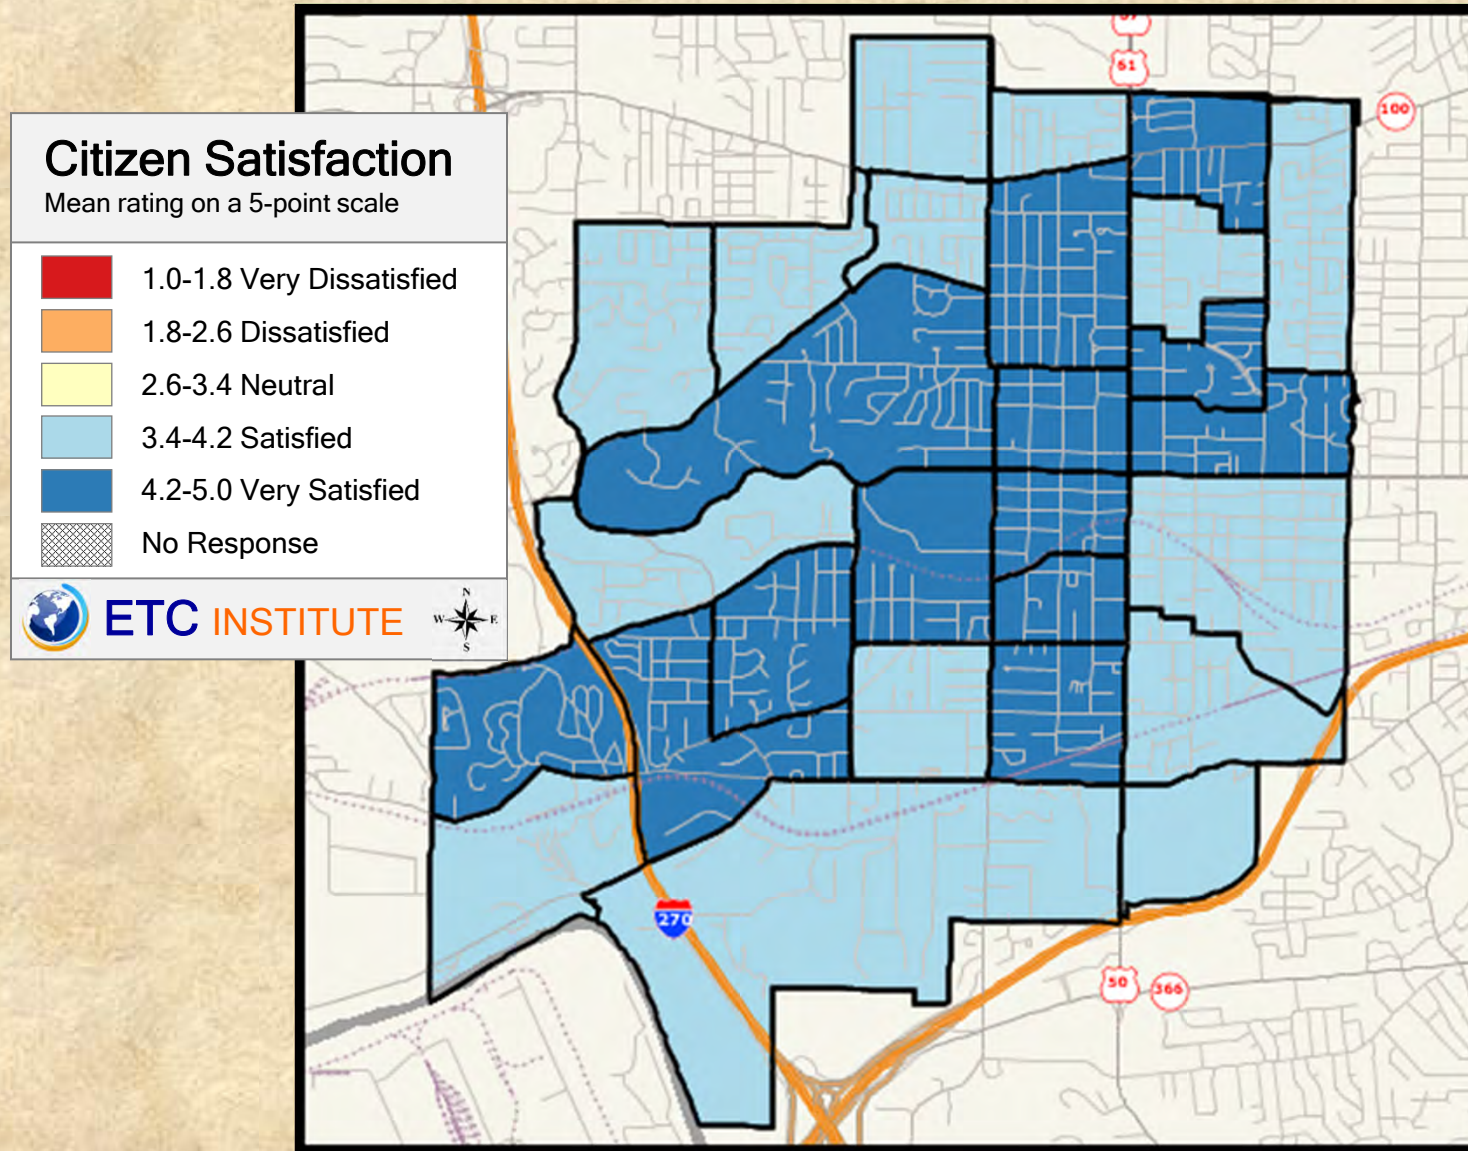 Citizen Satisfaction
Mean rating on a 5-point scale
1.0-1.8 Very Dissatisfied
1.8-2.6 Dissatisfied
2.6-3.4 Neutral
3.4-4.2 Satisfied
4.2-5.0 Very Satisfied
No Response
ETC INSTITUTE
N
W E
S
61
100
270
50
366